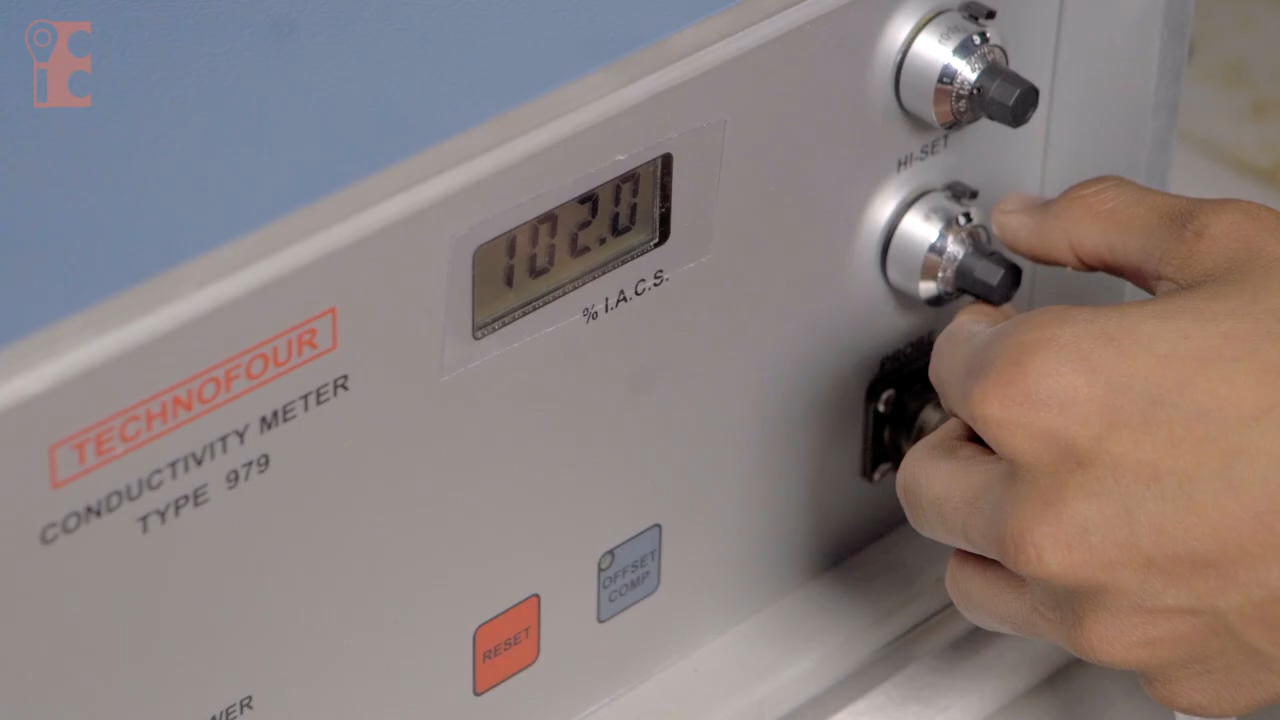 102.0
% I.A.C.S.
HI-SET
TECHNOFOUR
CONDUCTIVITY METER
TYPE 979
OFFSET
COMP
RESET